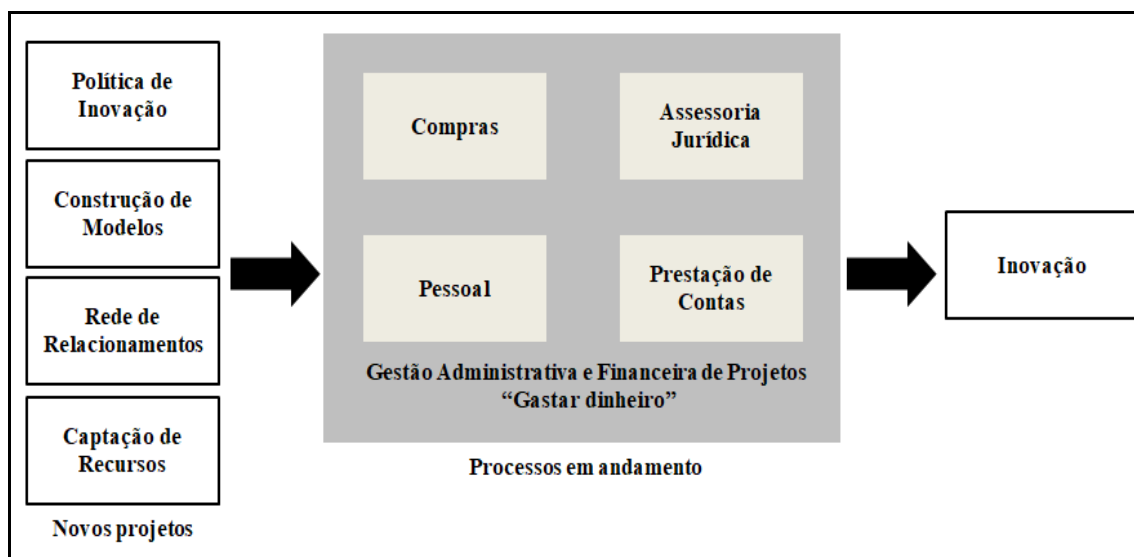 Política de
Inovação
Construção de
Modelos
Rede de
Relacionamentos
Captação de
Recursos
Novos projetos
Compras
Assessoria
Jurídica
Pessoal
Prestação de
Contas
Gestão Administrativa e Financeira de Projetos
“Gastar dinheiro”
Processos em andamento
Inovação